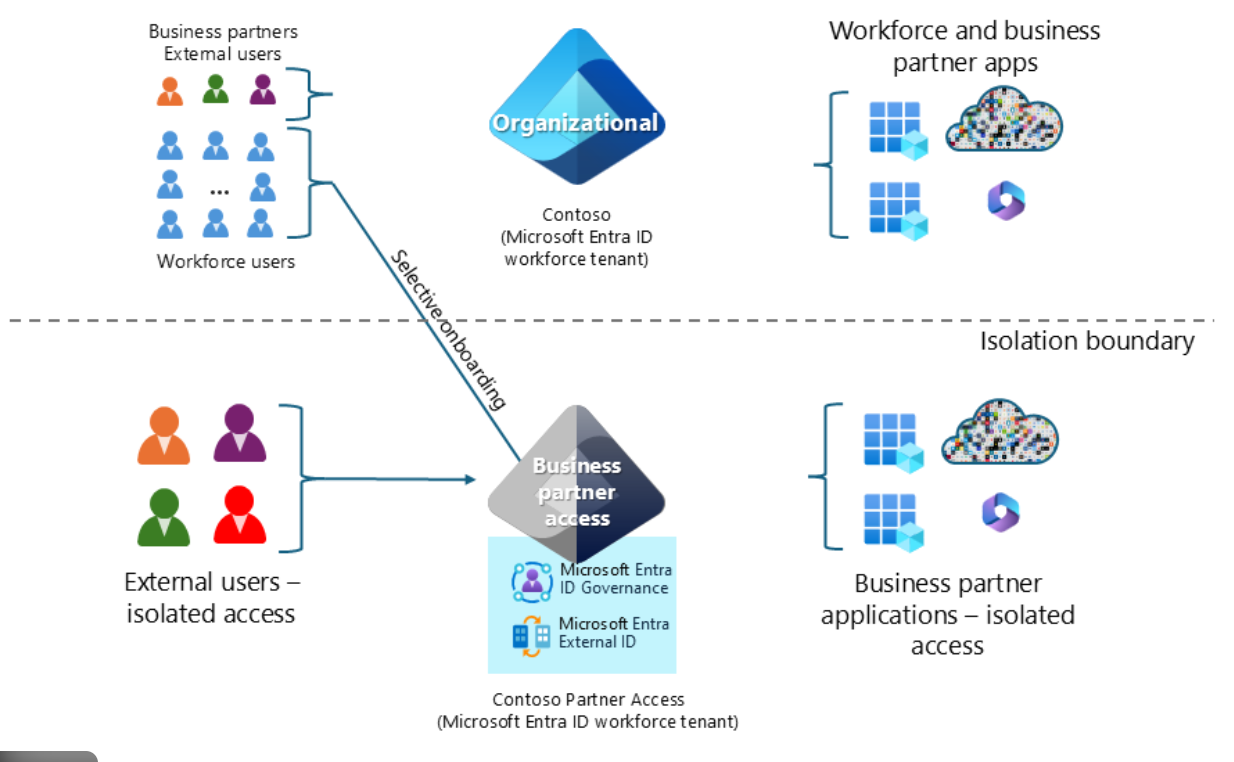 Business partners
External users
Workforce users
Organizational
Contoso
(Microsoft Entra ID
workforce tenant)
Workforce and business
partner apps
...
Selective onboarding
Isolation boundary
External users –
isolated access
Business
partner
access
Microsoft Entra
ID Governance
Microsoft Entra
External ID
Contoso Partner Access
(Microsoft Entra ID workforce tenant)
Business partner
applications – isolated
access